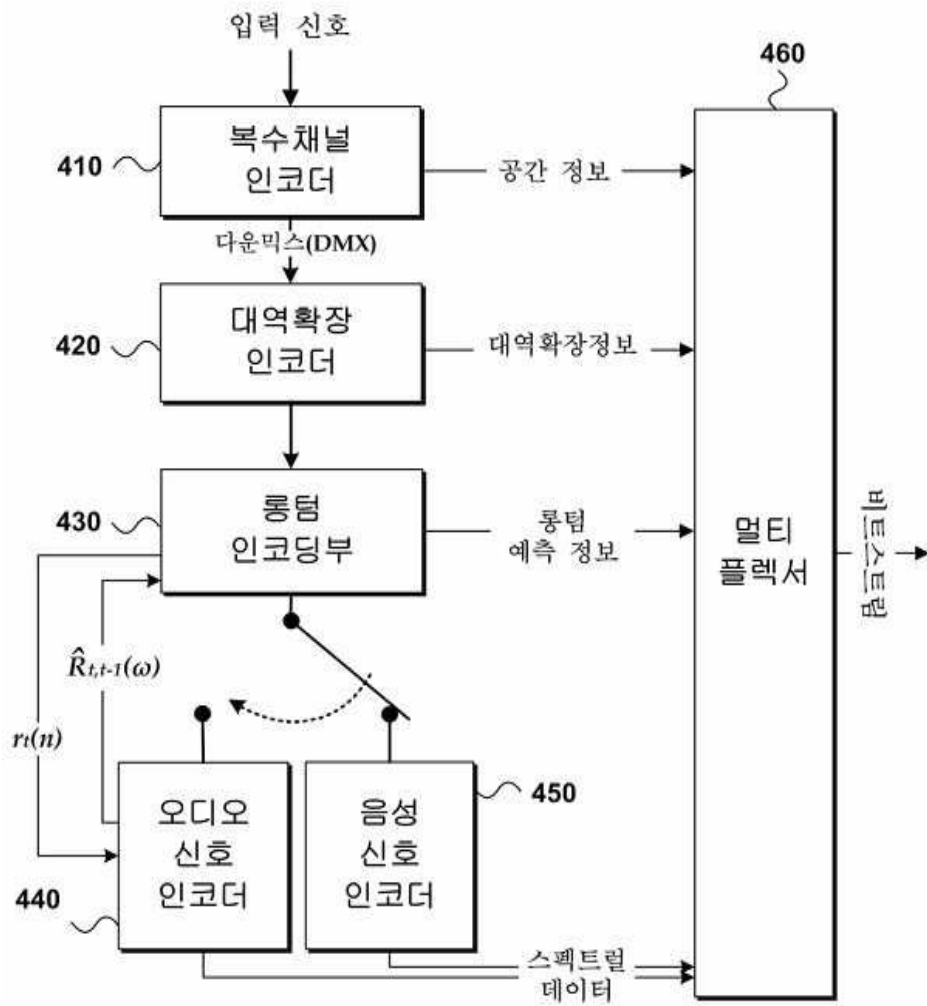 입력 신호
460
410
복수채널
인코더
공간 정보
다운믹스(DMX)
420
대역확장
인코더
대역확장정보
430
롱텀
인코딩부
롱텀
예측 정보
멀티
플렉서
비트스트림
R̂t,t-1(ω)
rt(n)
오디오
신호
인코더
440
음성
신호
인코더
450
스펙트럴
데이터